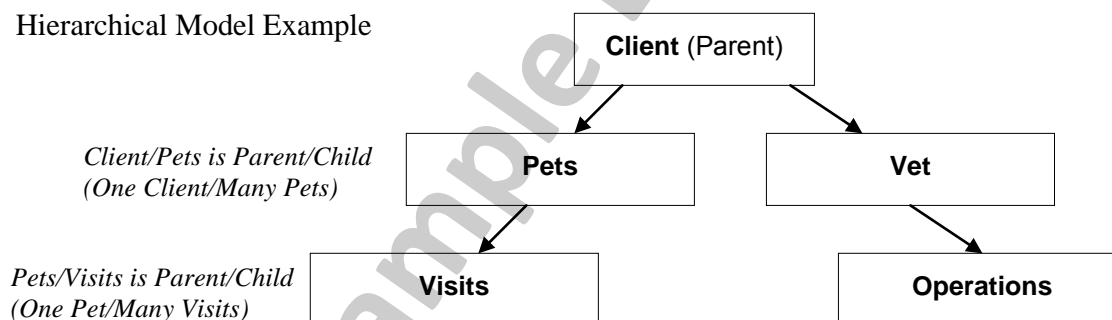 Hierarchical Model Example
Client (Parent)
Client/Pets is Parent/Child
(One Client/Many Pets)
Pets
Vet
Pets/Visits is Parent/Child
(One Pet/Many Visits)
Visits
Operations